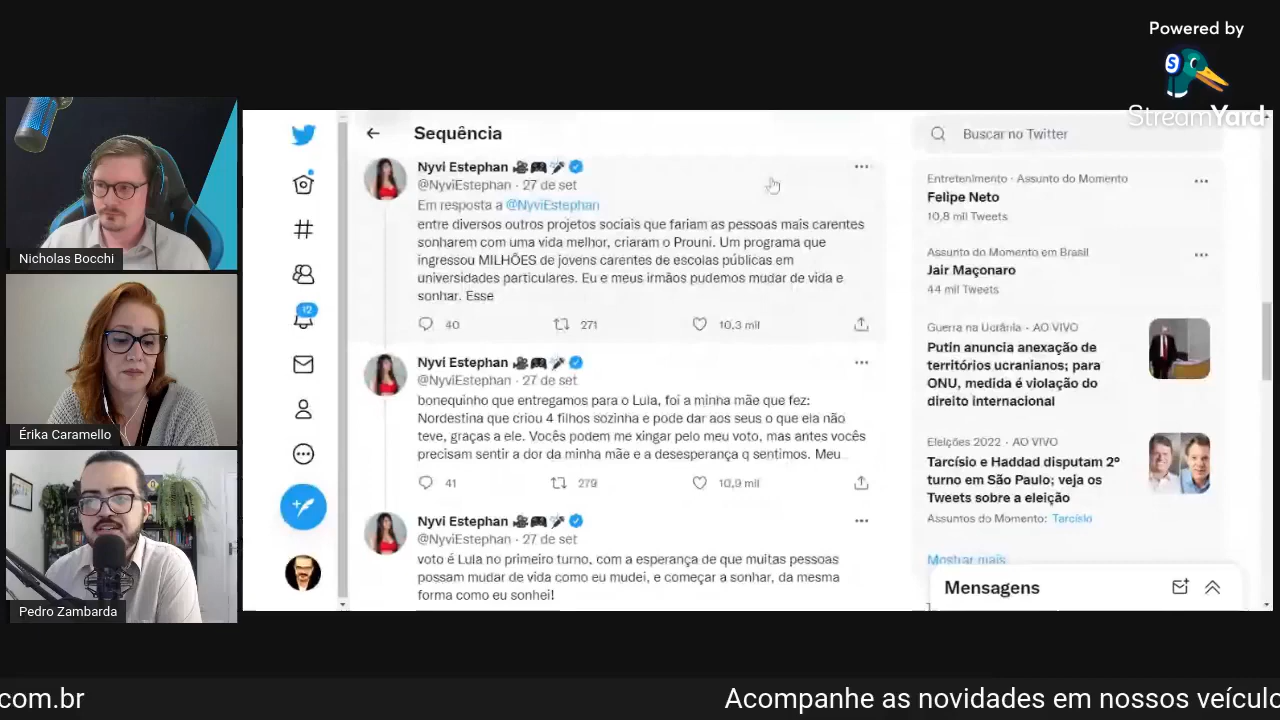 Powered by
StreamYard
Nicholas Bocchi
Érika Caramello
Pedro Zambarda
12
Sequência
Nyvi Estephan
@NyviEstephan · 27 de set
Em resposta a @NyviEstephan
entre diversos outros projetos sociais que fariam as pessoas mais carentes
sonharem com uma vida melhor, criaram o Prouni. Um programa que
ingressou MILHÕES de jovens carentes de escolas públicas em
universidades particulares. Eu e meus irmãos pudemos mudar de vida e
sonhar. Esse
40 271 10,3 mil
Nyvi Estephan
@NyviEstephan · 27 de set
bonequinho que entregamos para o Lula, foi a minha mãe que fez:
Nordestina que criou 4 filhos sozinha e pode dar aos seus o que ela não
teve, graças a ele. Vocês podem me xingar pelo meu voto, mas antes vocês
precisam sentir a dor da minha mãe e a desesperança q sentimos. Meu
41 279 10,9 mil
Nyvi Estephan
@NyviEstephan · 27 de set
voto é Lula no primeiro turno, com a esperança de que muitas pessoas
possam mudar de vida como eu mudei, e começar a sonhar, da mesma
forma como eu sonhei!
Buscar no Twitter
Entretenimento · Assunto do Momento
Felipe Neto
10,8 mil Tweets
Assunto do Momento em Brasil
Jair Maçonaro
44 mil Tweets
Guerra na Ucrânia · AO VIVO
Putin anuncia anexação de
territórios ucranianos; para
ONU, medida é violação do
direito internacional
Eleições 2022 · AO VIVO
Tarcísio e Haddad disputam 2º
turno em São Paulo; veja os
Tweets sobre a eleição
Assuntos do Momento: Tarcísio
Mostrar mais
Mensagens
com.br
Acompanhe as novidades em nossos veículo